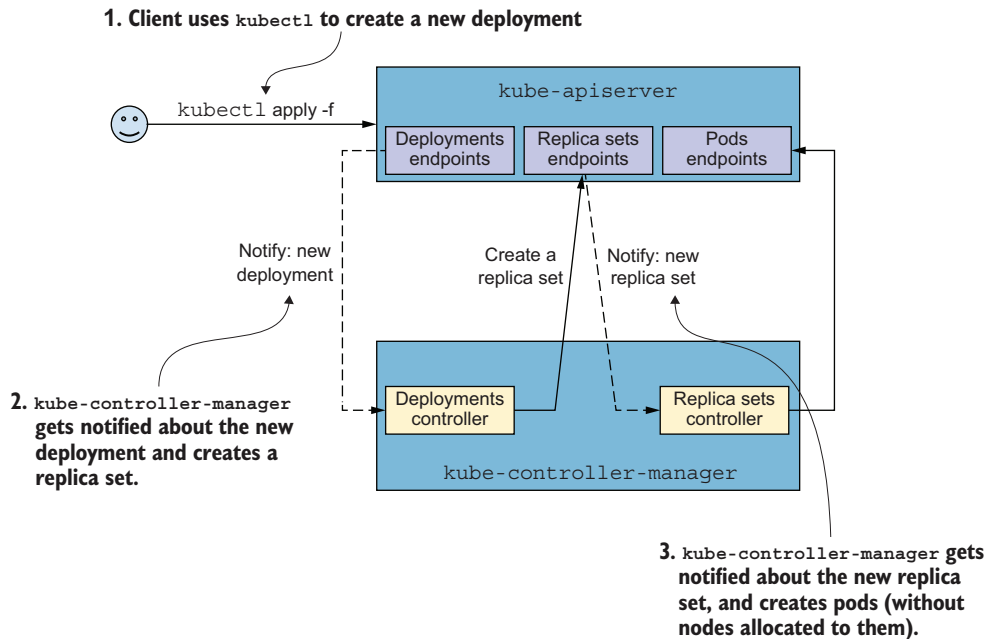 1. Client uses kubectl to create a new deployment
kube-apiserver
kubectl apply -f
Deployments
endpoints
Replica sets
endpoints
Pods
endpoints
Notify: new
deployment
Create a
replica set
Notify: new
replica set
2. kube-controller-manager
gets notified about the new
deployment and creates a
replica set.
Deployments
controller
Replica sets
controller
kube-controller-manager
3. kube-controller-manager gets
notified about the new replica
set, and creates pods (without
nodes allocated to them).